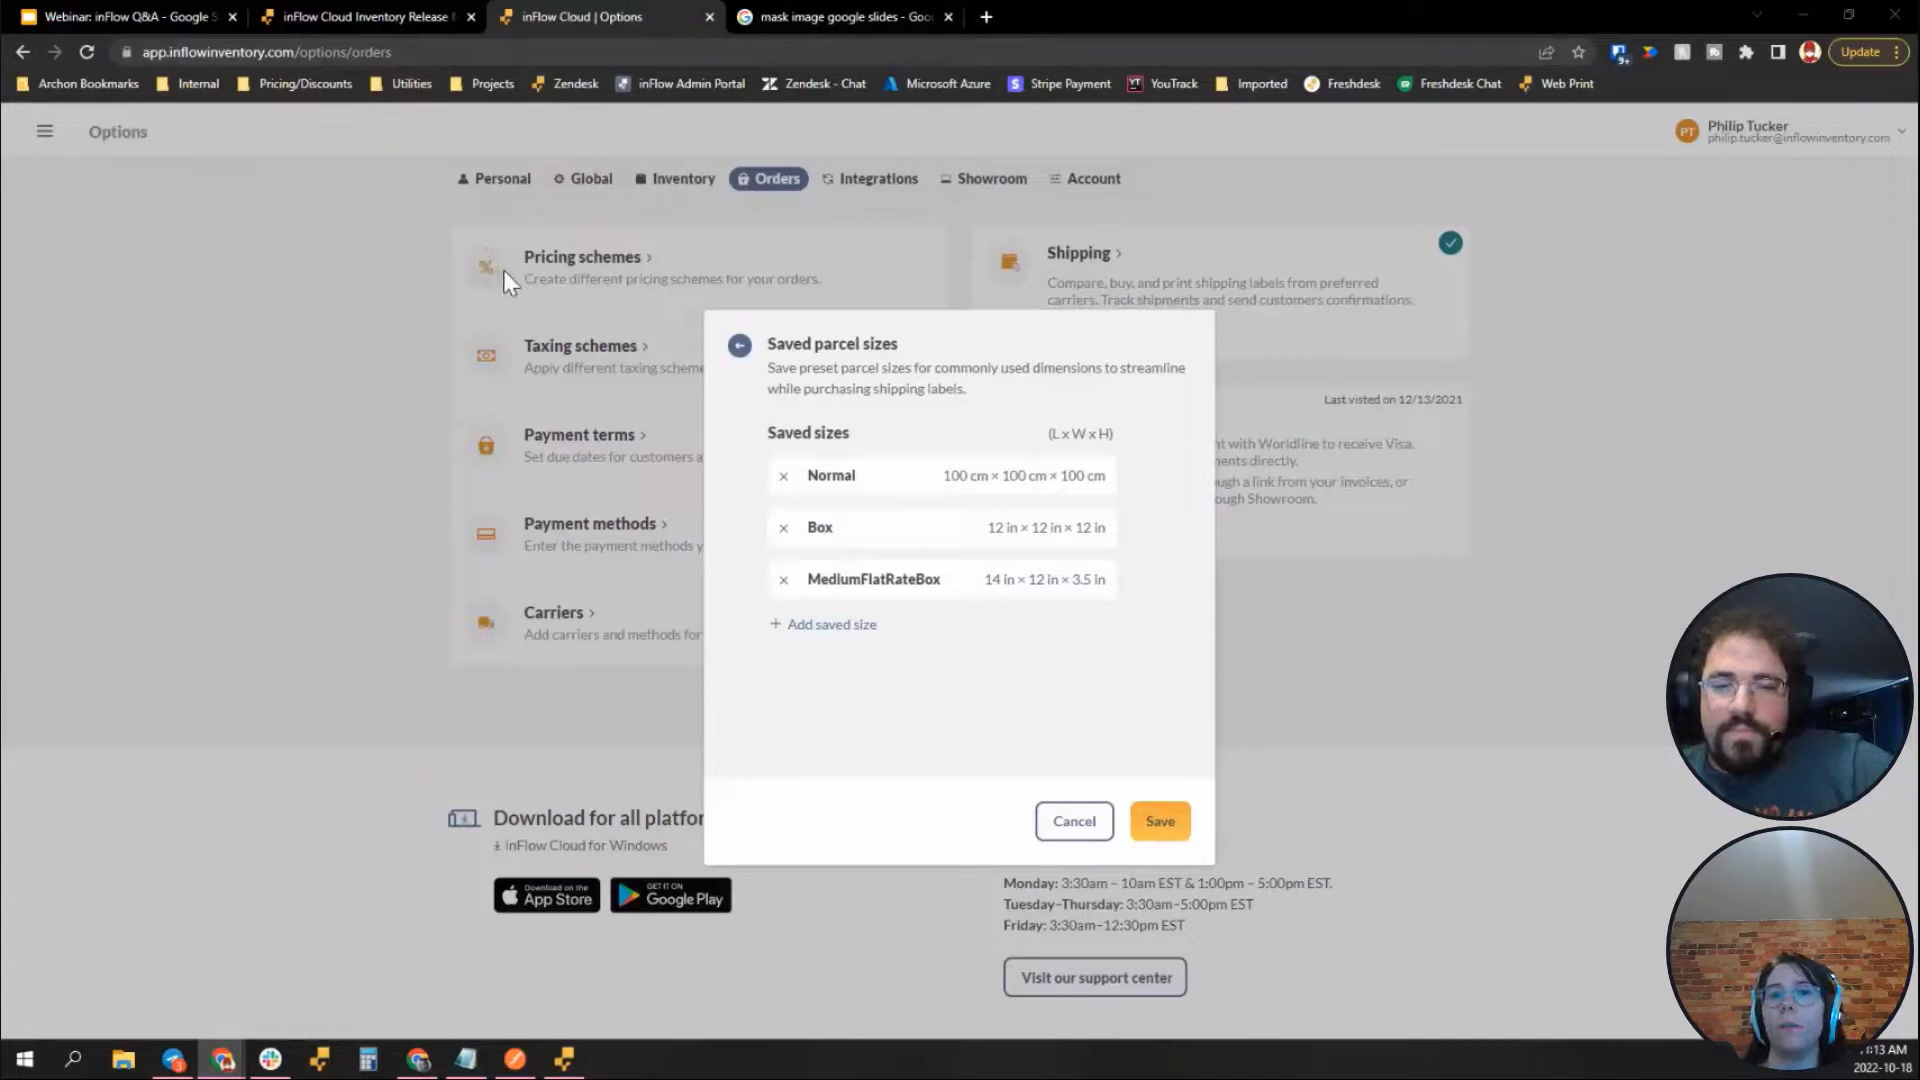 Webinar: inFlow Q&A - Google S
inFlow Cloud Inventory Release
inFlow Cloud | Options
mask image google slides - Goo
app.inflowinventory.com/options/orders
Update
Archon Bookmarks
Internal
Pricing/Discounts
Utilities
Projects
Zendesk
inFlow Admin Portal
Zendesk - Chat
Microsoft Azure
Stripe Payment
YouTrack
Imported
Freshdesk
Freshdesk Chat
Web Print
Options
PT
Philip Tucker
philip.tucker@inflowinventory.com
Personal
Global
Inventory
Orders
Integrations
Showroom
Account
Pricing schemes >
Create different pricing schemes for your orders.
Shipping >
Compare, buy, and print shipping labels from preferred
carriers. Track shipments and send customers confirmations.
Taxing schemes >
Apply different taxing scheme
Last visted on 12/13/2021
Payment terms >
Set due dates for customers a
t with Worldline to receive Visa.
ments directly.
ugh a link from your invoices, or
ough Showroom.
Payment methods >
Enter the payment methods y
Carriers >
Add carriers and methods for
Saved parcel sizes
Save preset parcel sizes for commonly used dimensions to streamline
while purchasing shipping labels.
Saved sizes (L x W x H)
× Normal 100 cm × 100 cm × 100 cm
× Box 12 in × 12 in × 12 in
× MediumFlatRateBox 14 in × 12 in × 3.5 in
+ Add saved size
Cancel
Save
Download for all platfor
inFlow Cloud for Windows
Download on the
App Store
GET IT ON
Google Play
Monday: 3:30am – 10am EST & 1:00pm – 5:00pm EST.
Tuesday–Thursday: 3:30am–5:00pm EST
Friday: 3:30am–12:30pm EST
Visit our support center
:13 AM
2022-10-18